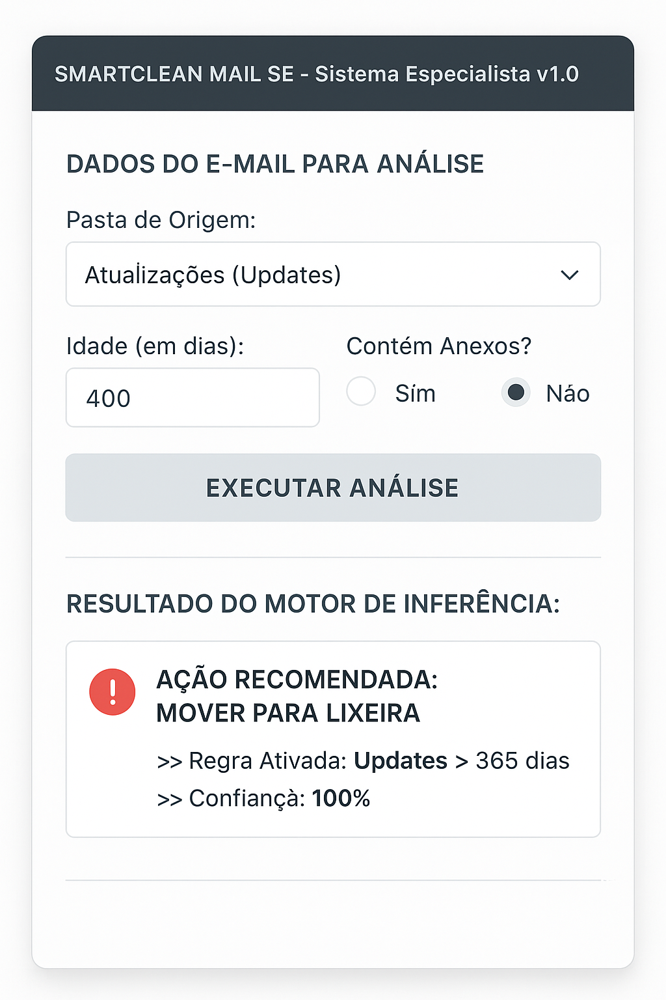 SMARTCLEAN MAIL SE - Sistema Especialista v1.0
DADOS DO E-MAIL PARA ANÁLISE
Pasta de Origem:
Atualizações (Updates)
Idade (em dias):
Contém Anexos?
400
Sím
Náo
EXECUTAR ANÁLISE
RESULTADO DO MOTOR DE INFERÊNCIA:
AÇÃO RECOMENDADA:
MOVER PARA LIXEIRA
>> Regra Ativada: Updates > 365 dias
>> Confiançà: 100%